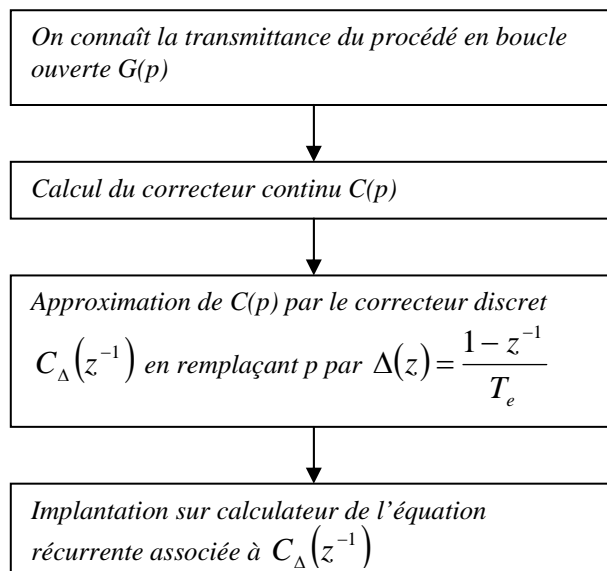 On connaît la transmittance du procédé en boucle
ouverte G(p)
Calcul du correcteur continu C(p)
Approximation de C(p) par le correcteur discret
C_Δ(z⁻¹) en remplaçant p par Δ(z) = (1 − z⁻¹) / T_e
Implantation sur calculateur de l’équation
récurrente associée à C_Δ(z⁻¹)